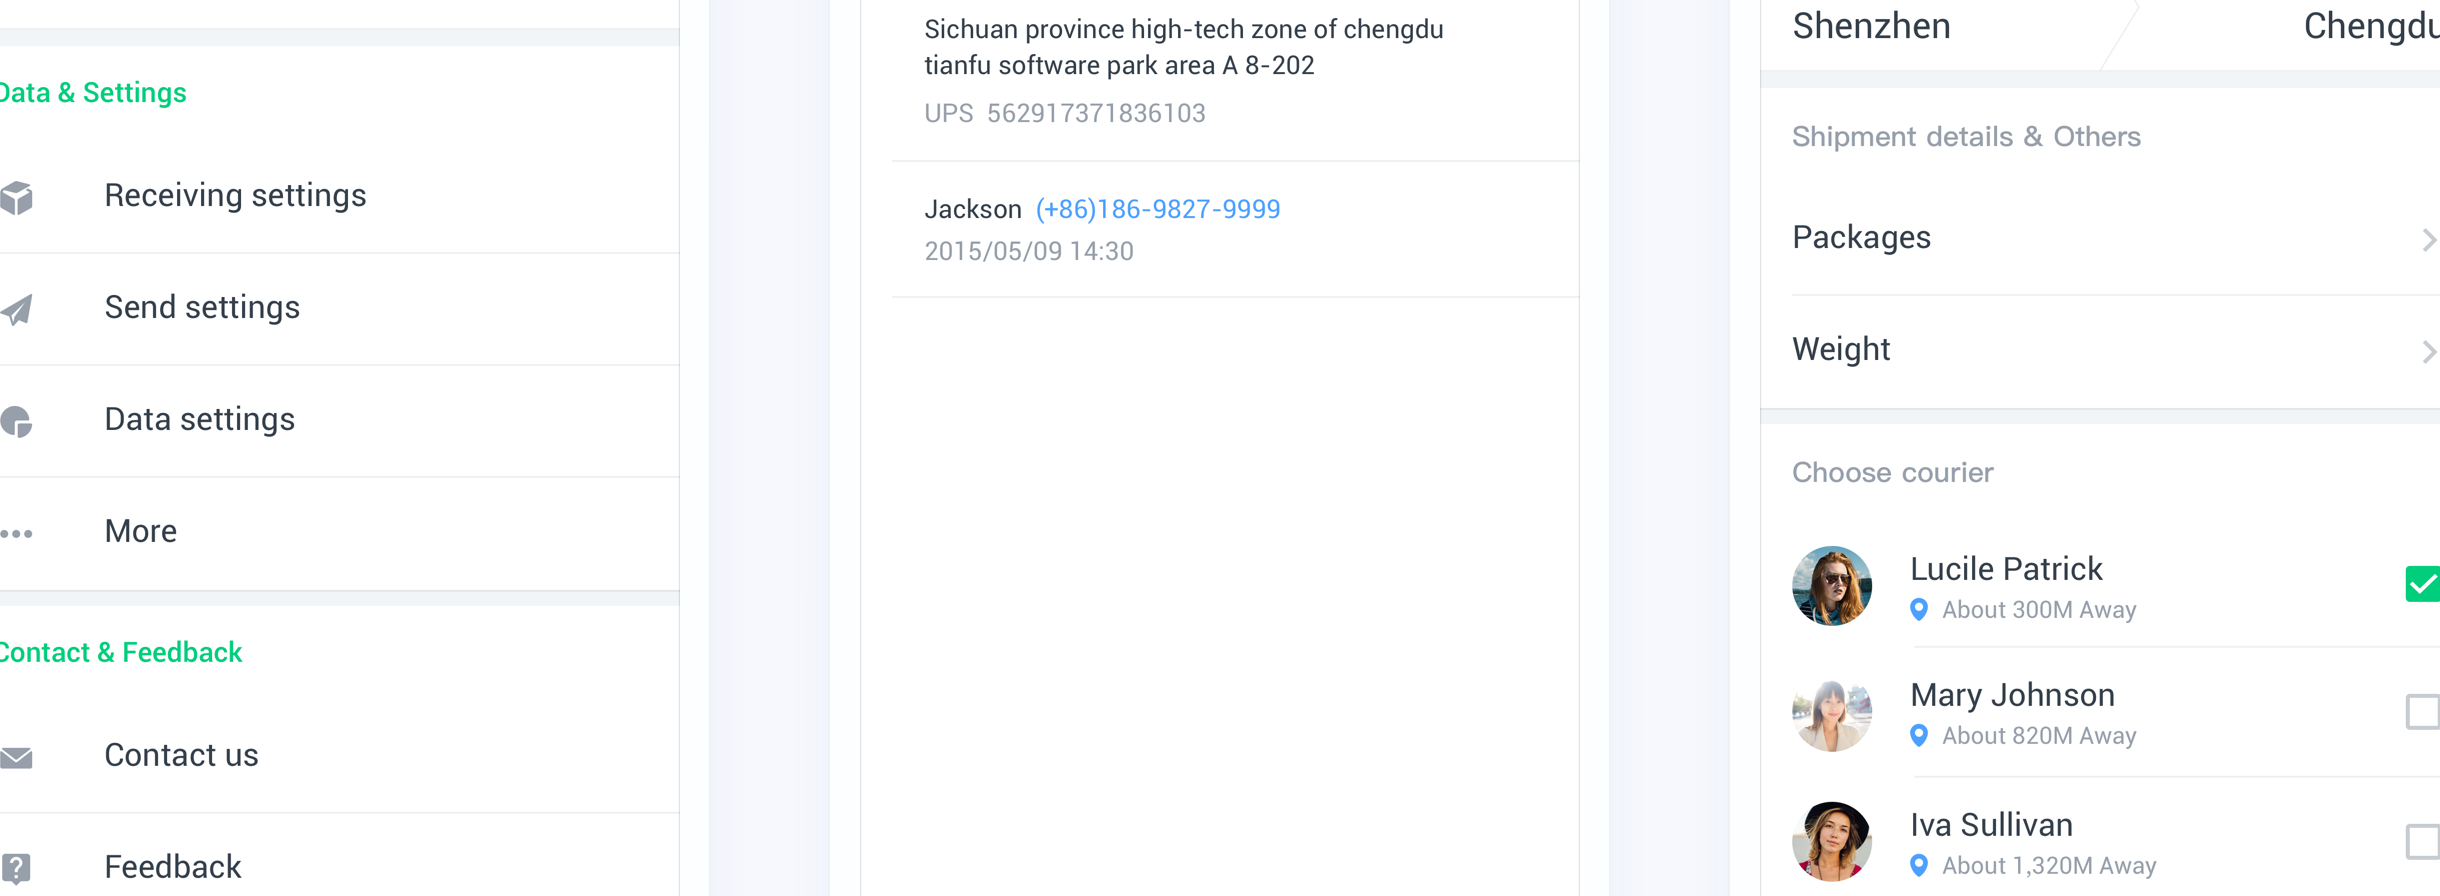 Data & Settings
Receiving settings
Send settings
Data settings
More
Contact & Feedback
Contact us
Feedback
Sichuan province high-tech zone of chengdu
tianfu software park area A 8-202
UPS 562917371836103
Jackson (+86)186-9827-9999
2015/05/09 14:30
Shenzhen
Chengdu
Shipment details & Others
Packages
Weight
Choose courier
Lucile Patrick
About 300M Away
Mary Johnson
About 820M Away
Iva Sullivan
About 1,320M Away